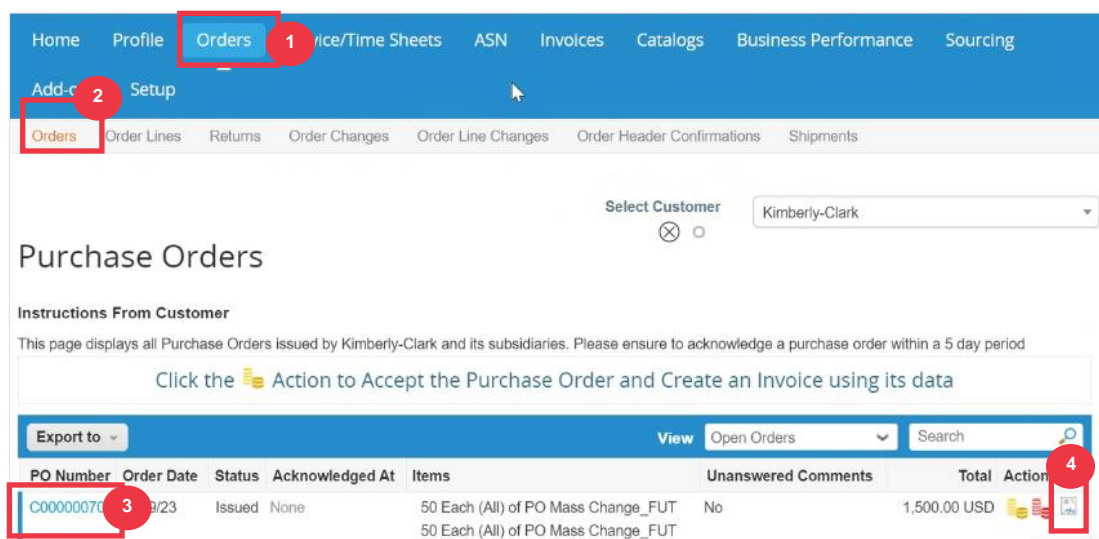 Home Profile Orders 1 vice/Time Sheets ASN Invoices Catalogs Business Performance Sourcing
Add-o 2 Setup
Orders Order Lines Returns Order Changes Order Line Changes Order Header Confirmations Shipments
Select Customer Kimberly-Clark
Purchase Orders
Instructions From Customer
This page displays all Purchase Orders issued by Kimberly-Clark and its subsidiaries. Please ensure to acknowledge a purchase order within a 5 day period
Click the Action to Accept the Purchase Order and Create an Invoice using its data
Export to View Open Orders Search
4
PO Number Order Date Status Acknowledged At Items Unanswered Comments Total Action
C00000070 3 9/23 Issued None 50 Each (All) of PO Mass Change_FUT No 1,500.00 USD
50 Each (All) of PO Mass Change_FUT